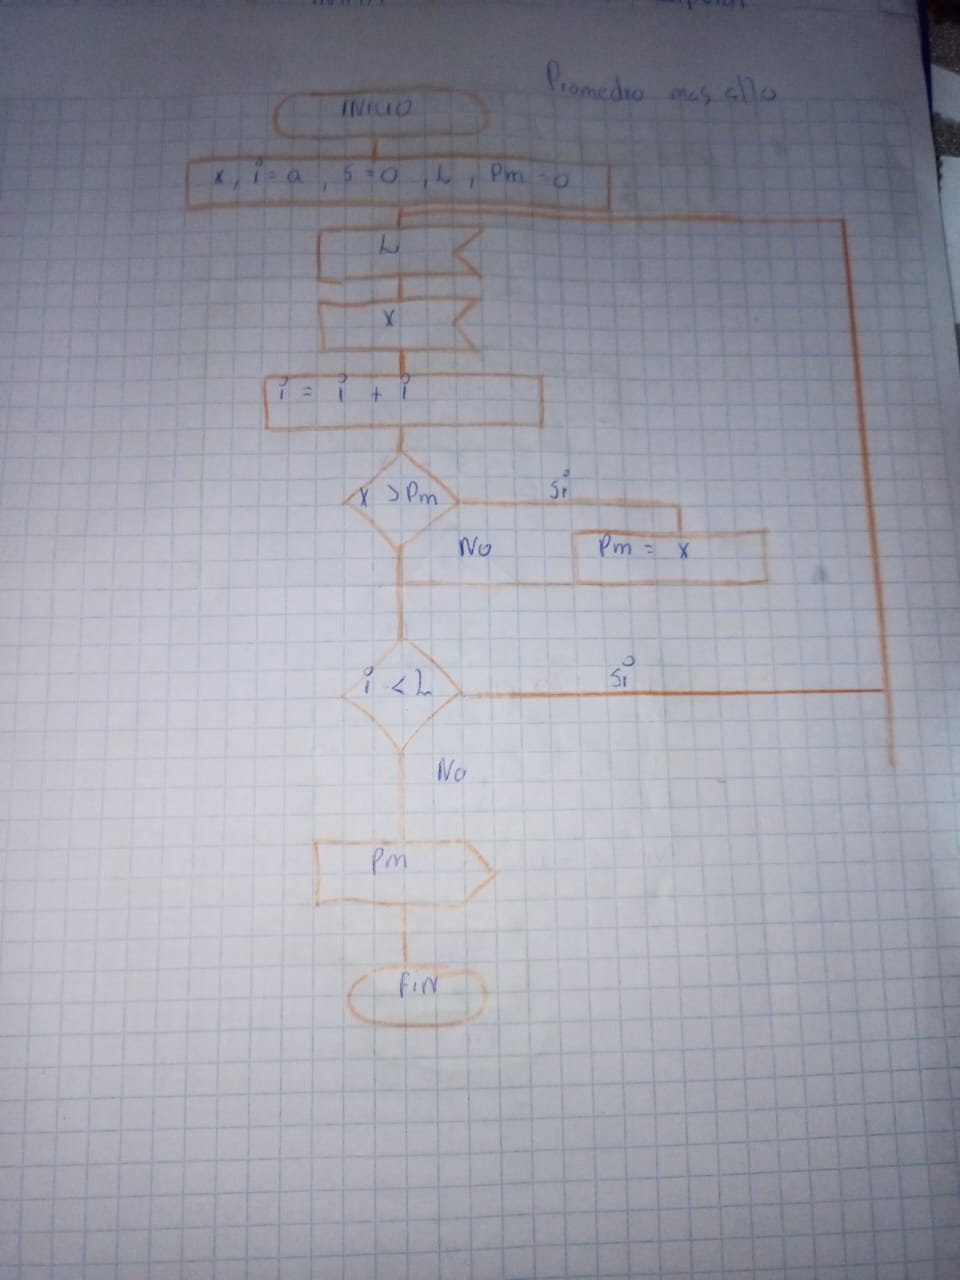 Promedio mas alto
INICIO
x, i=a, s=0, L, Pm=0
L
x
i = i + i
x >Pm
Si
No
Pm = x
i < L
Si
No
Pm
FIN